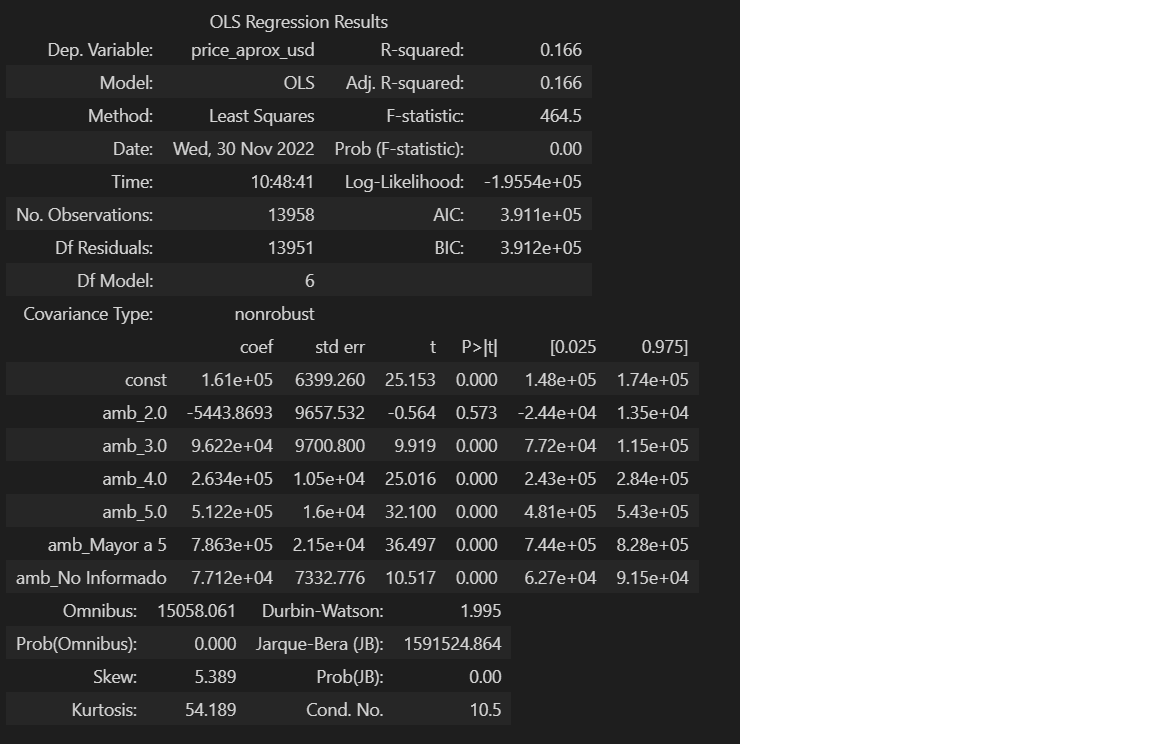 OLS Regression Results
Dep. Variable: price_aprox_usd R-squared: 0.166
Model: OLS Adj. R-squared: 0.166
Method: Least Squares F-statistic: 464.5
Date: Wed, 30 Nov 2022 Prob (F-statistic): 0.00
Time: 10:48:41 Log-Likelihood: -1.9554e+05
No. Observations: 13958 AIC: 3.911e+05
Df Residuals: 13951 BIC: 3.912e+05
Df Model: 6
Covariance Type: nonrobust
coef std err t P>|t| [0.025 0.975]
const 1.61e+05 6399.260 25.153 0.000 1.48e+05 1.74e+05
amb_2.0 -5443.8693 9657.532 -0.564 0.573 -2.44e+04 1.35e+04
amb_3.0 9.622e+04 9700.800 9.919 0.000 7.72e+04 1.15e+05
amb_4.0 2.634e+05 1.05e+04 25.016 0.000 2.43e+05 2.84e+05
amb_5.0 5.122e+05 1.6e+04 32.100 0.000 4.81e+05 5.43e+05
amb_Mayor a 5 7.863e+05 2.15e+04 36.497 0.000 7.44e+05 8.28e+05
amb_No Informado 7.712e+04 7332.776 10.517 0.000 6.27e+04 9.15e+04
Omnibus: 15058.061 Durbin-Watson: 1.995
Prob(Omnibus): 0.000 Jarque-Bera (JB): 1591524.864
Skew: 5.389 Prob(JB): 0.00
Kurtosis: 54.189 Cond. No. 10.5